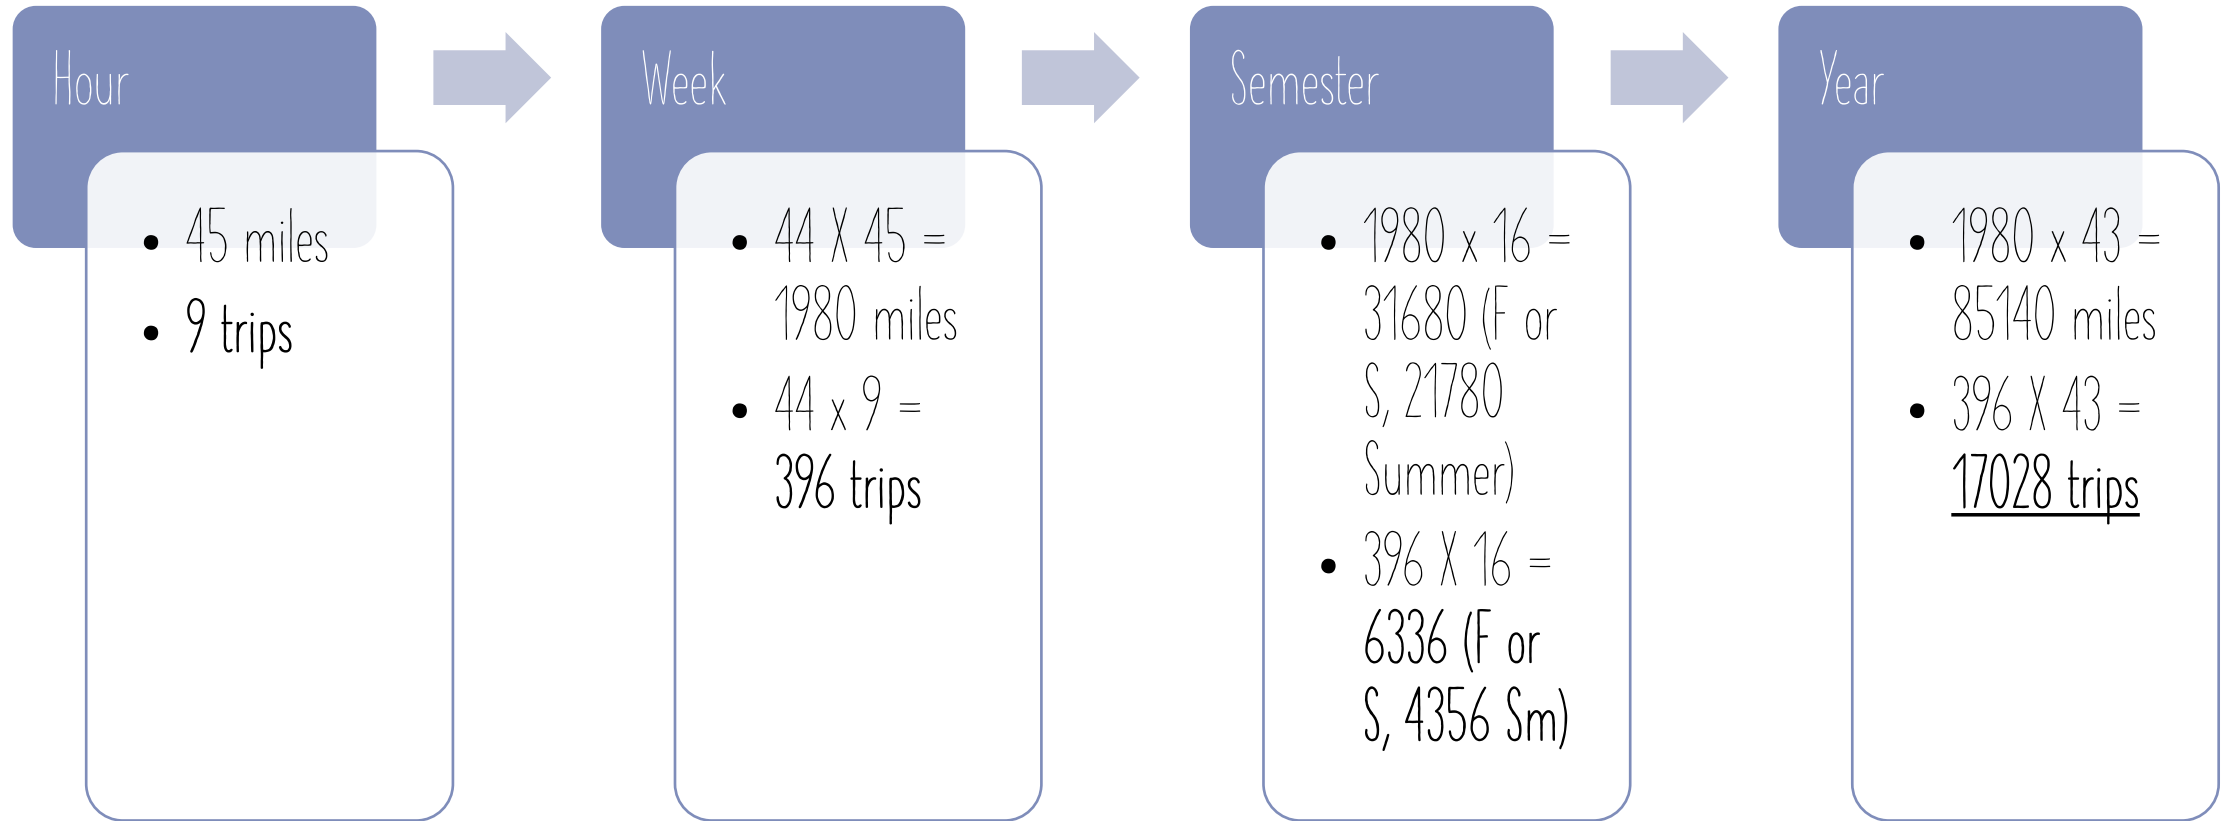 Hour
• 45 miles
• 9 trips
Week
• 44 X 45 =
1980 miles
• 44 x 9 =
396 trips
Semester
• 1980 x 16 =
31680 (F or
S, 21780
Summer)
• 396 X 16 =
6336 (F or
S, 4356 Sm)
Year
• 1980 x 43 =
85140 miles
• 396 X 43 =
17028 trips